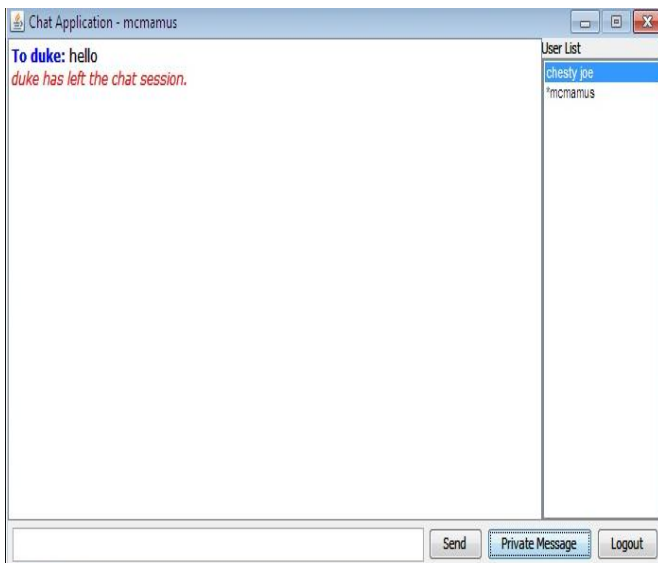 Chat Application - mcmamus
To duke: hello
duke has left the chat session.
User List
chesty joe
*mcmamus
Send
Private Message
Logout